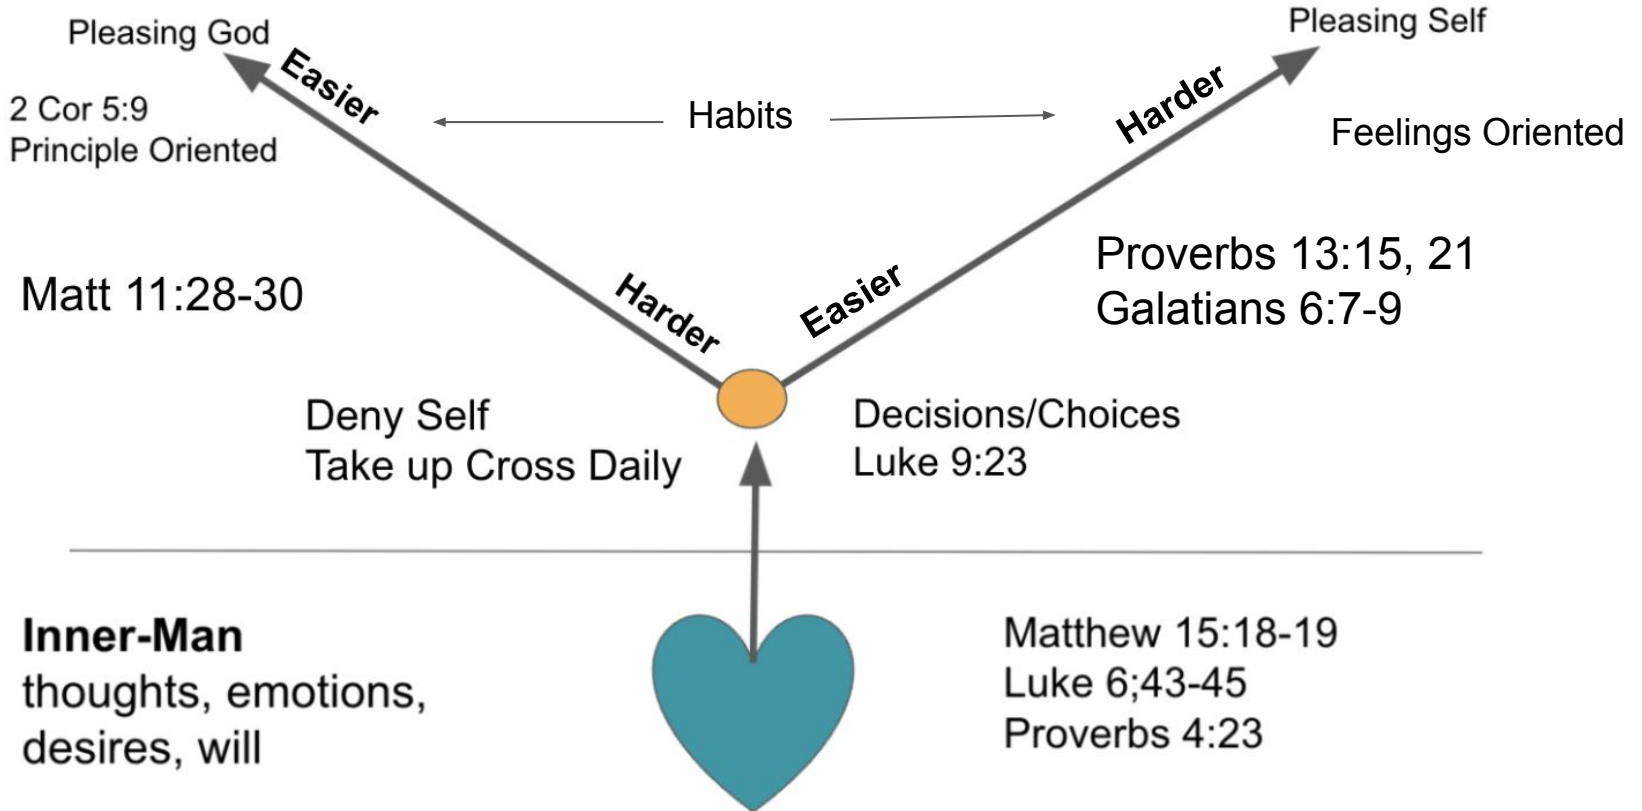 Pleasing God
Pleasing Self
Easier
Harder
2 Cor 5:9
Principle Oriented
Habits
Feelings Oriented
Matt 11:28-30
Harder
Easier
Proverbs 13:15, 21
Galatians 6:7-9
Deny Self
Take up Cross Daily
Decisions/Choices
Luke 9:23
Inner-Man
thoughts, emotions,
desires, will
Matthew 15:18-19
Luke 6;43-45
Proverbs 4:23